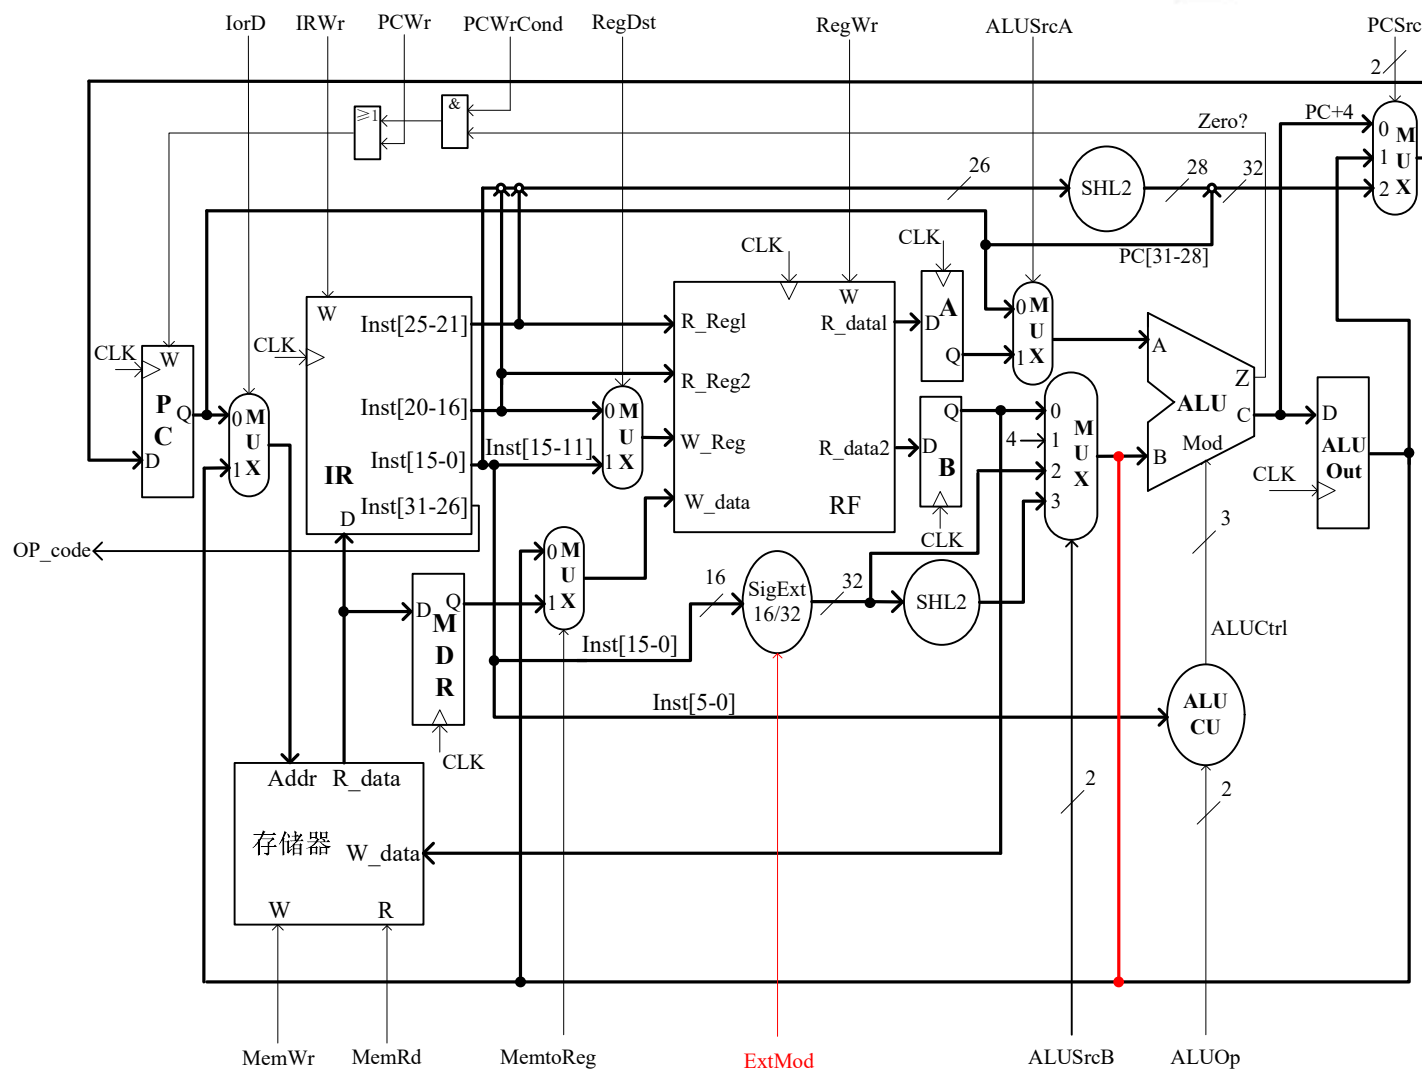 IorD
IRWr
PCWr
PCWrCond
RegDst
RegWr
ALUSrcA
PCSrc
2
≥1
&
Zero?
PC+4
0 M
1 U
2 X
26
SHL2
28
32
PC[31-28]
CLK
CLK
W
Inst[25-21]
Inst[20-16]
Inst[15-0]
Inst[31-26]
IR
D
CLK
CLK
W
P
C
Q
D
0 M
U
1 X
OP_code
Inst[15-11]
0 M
U
1 X
W
R_Reg1
R_Reg2
W_Reg
W_data
R_data1
R_data2
RF
A
D
Q
0 M
U
1 X
Q
D
B
CLK
0
4
1
2
3
M
U
X
A
B
ALU
Z
C
Mod
D
ALU
Out
CLK
3
ALUCtrl
ALU
CU
2
D
Q
M
D
R
CLK
0 M
U
1 X
16
SigExt
16/32
32
SHL2
Inst[15-0]
Inst[5-0]
Addr
R_data
存储器
W_data
W
R
2
MemWr
MemRd
MemtoReg
ExtMod
ALUSrcB
ALUOp